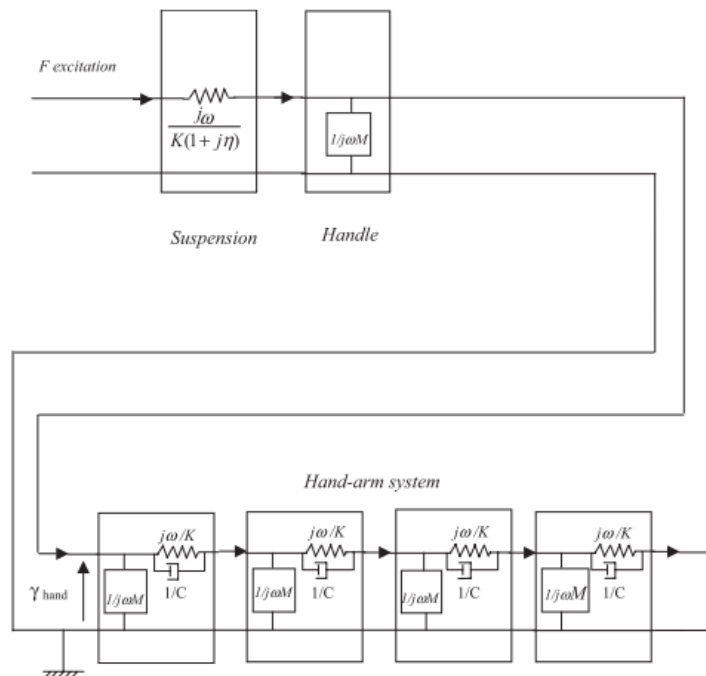 F excitation
jω
K(1+ jη)
1/jωM
Suspension
Handle
Hand-arm system
jω/K
jω/K
jω/K
jω/K
1/jωM
1/jωM
1/jωM
1/jωM
1/C
1/C
1/C
1/C
γ hand